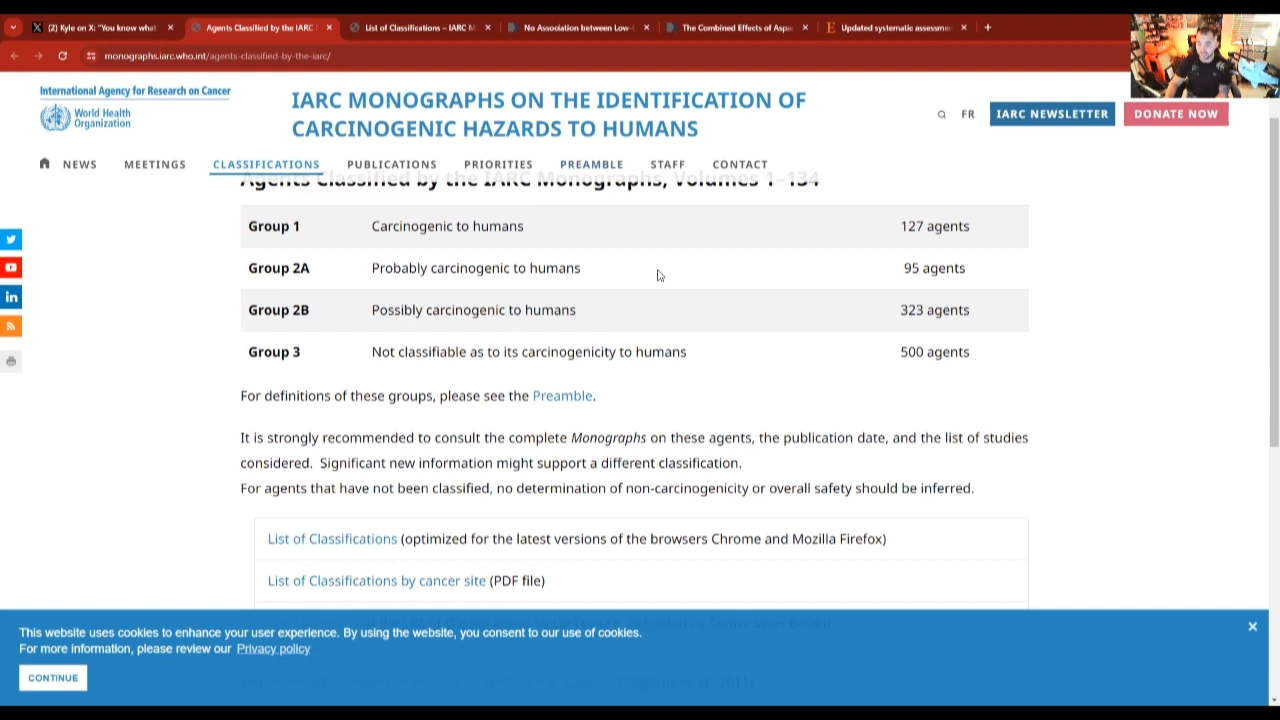 (2) Kyle on X: "You know what
Agents Classified by the IARC
List of Classifications – IARC M
No Association between Low-C
The Combined Effects of Aspa
E Updated systematic assessmen
monographs.iarc.who.int/agents-classified-by-the-iarc/
International Agency for Research on Cancer
World Health
Organization
IARC MONOGRAPHS ON THE IDENTIFICATION OF
CARCINOGENIC HAZARDS TO HUMANS
FR
IARC NEWSLETTER
DONATE NOW
NEWS MEETINGS CLASSIFICATIONS PUBLICATIONS PRIORITIES PREAMBLE STAFF CONTACT
Agents Classified by the IARC Monographs, Volumes 1–134
Group 1 Carcinogenic to humans 127 agents
Group 2A Probably carcinogenic to humans 95 agents
Group 2B Possibly carcinogenic to humans 323 agents
Group 3 Not classifiable as to its carcinogenicity to humans 500 agents
For definitions of these groups, please see the Preamble.
It is strongly recommended to consult the complete Monographs on these agents, the publication date, and the list of studies
considered. Significant new information might support a different classification.
For agents that have not been classified, no determination of non-carcinogenicity or overall safety should be inferred.
List of Classifications (optimized for the latest versions of the browsers Chrome and Mozilla Firefox)
List of Classifications by cancer site (PDF file)
This website uses cookies to enhance your user experience. By using the website, you consent to our use of cookies.
For more information, please review our Privacy policy
CONTINUE